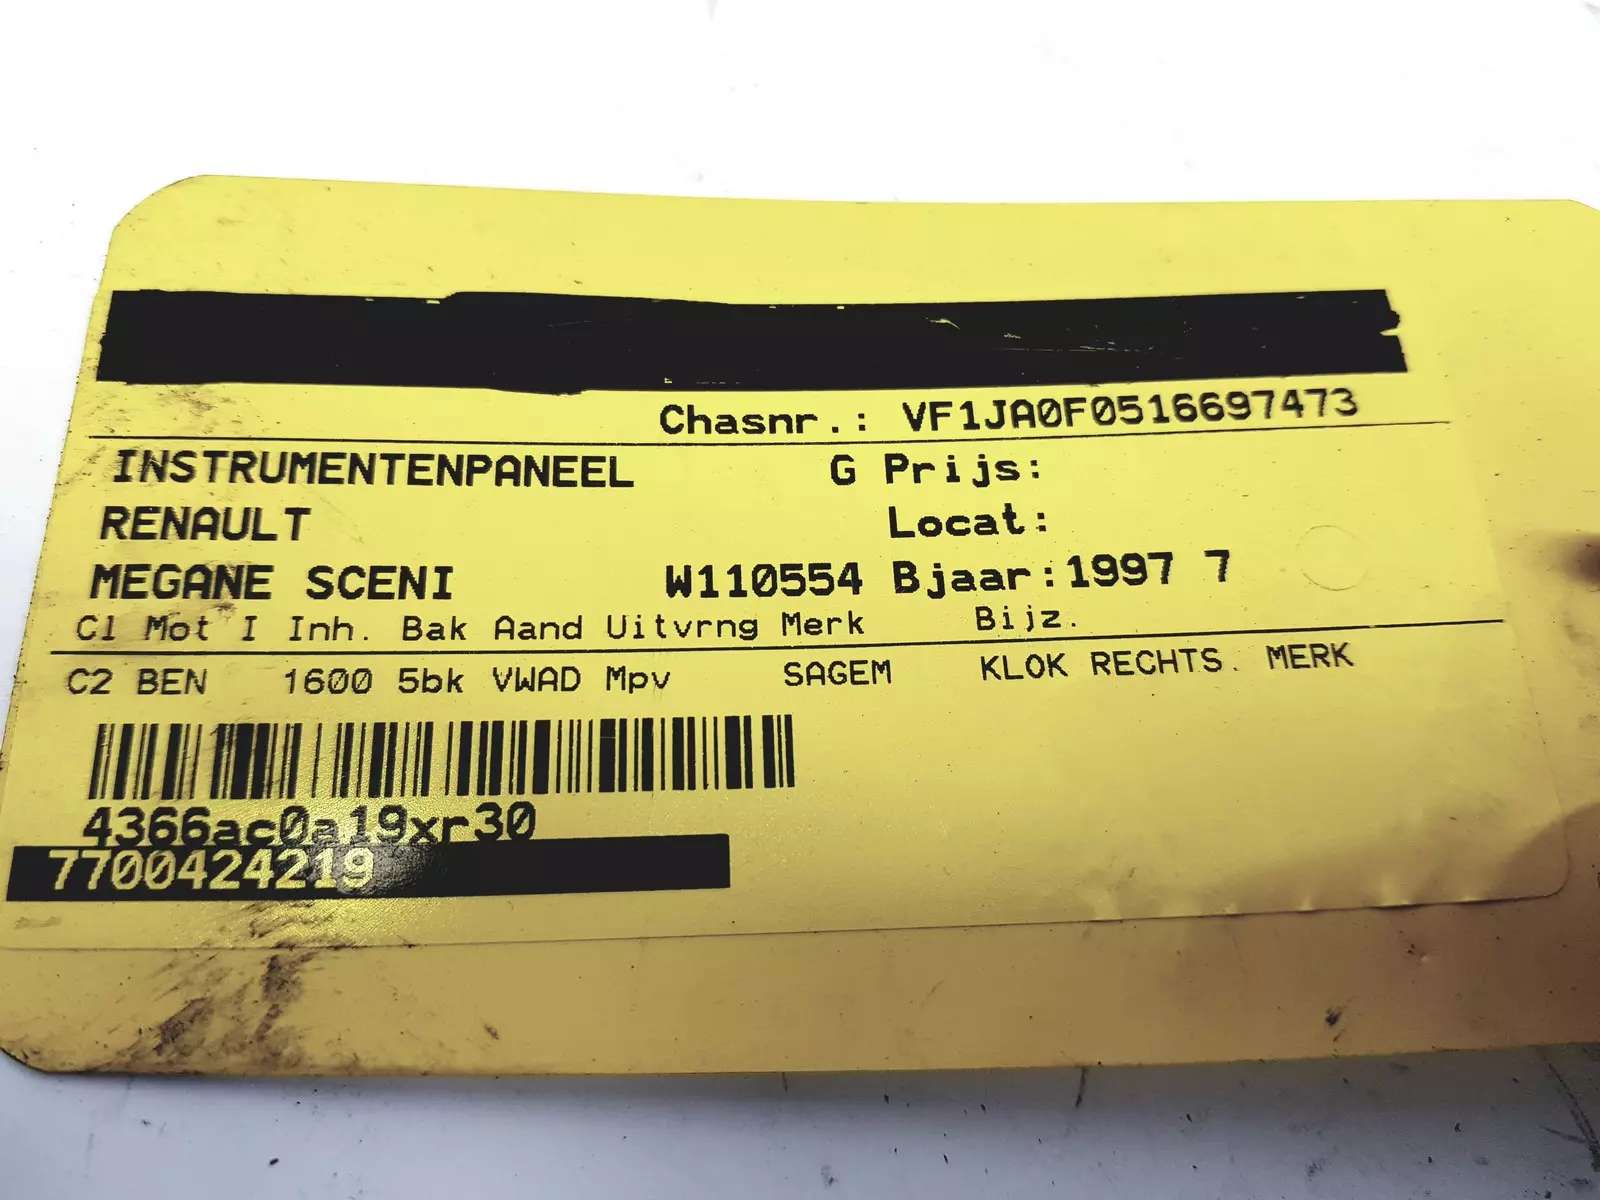 Chasnr.: VF1JA0F0516697473
INSTRUMENTENPANEEL G Prijs:
RENAULT Locat:
MEGANE SCENI W110554 Bjaar:1997 7
Cl Mot I Inh. Bak Aand Uitvrng Merk Bijz.
C2 BEN 1600 5bk VWAD Mpv SAGEM KLOK RECHTS. MERK
4366ac0a19xr30
7700424219